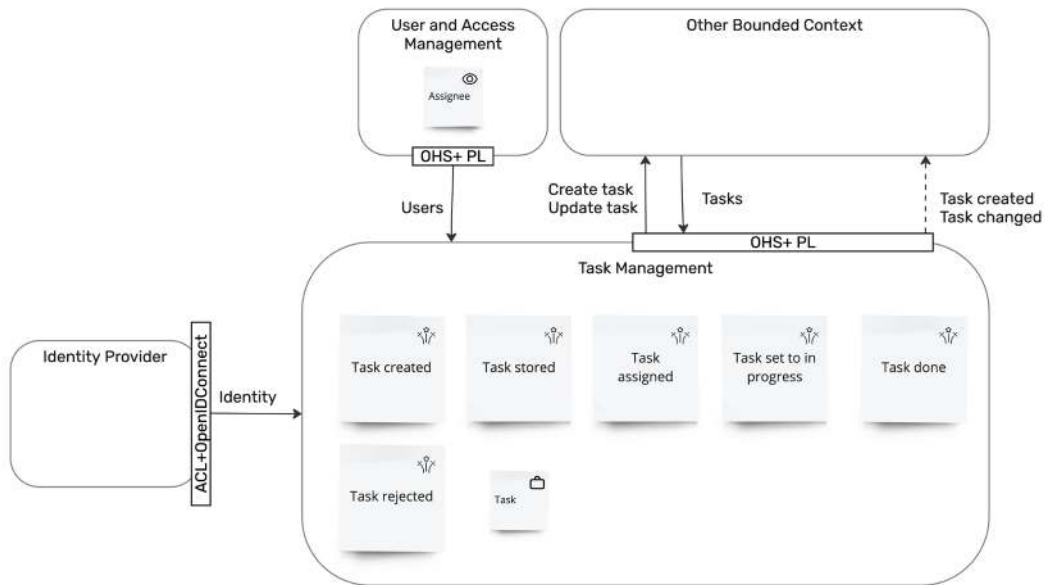 User and Access
Management
Assignee
OHS+ PL
Other Bounded Context
Users
Create task
Update task
Tasks
Task created
Task changed
OHS+ PL
Task Management
Identity Provider
ACL+OpenIDConnect
Identity
Task created
Task stored
Task
assigned
Task set to in
progress
Task done
Task rejected
Task